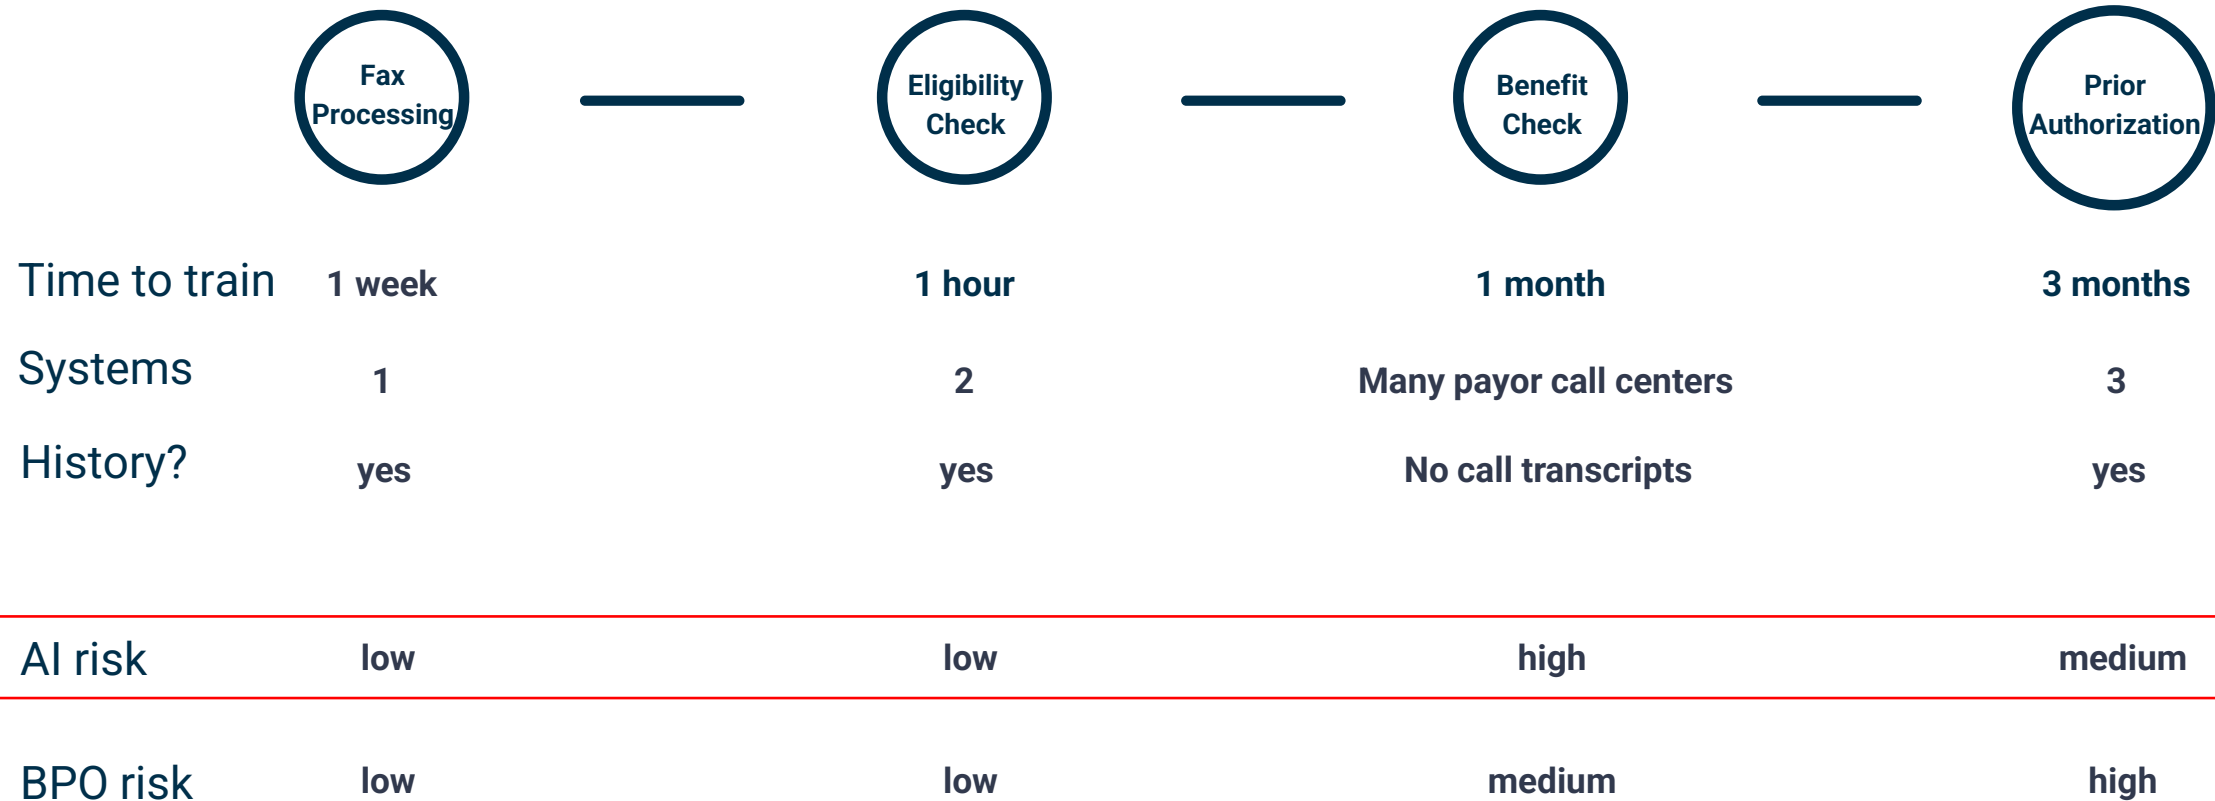 Fax
Processing
Eligibility
Check
Benefit
Check
Prior
Authorization
Time to train 1 week 1 hour 1 month 3 months
Systems 1 2 Many payor call centers 3
History? yes yes No call transcripts yes
AI risk low low high medium
BPO risk low low medium high